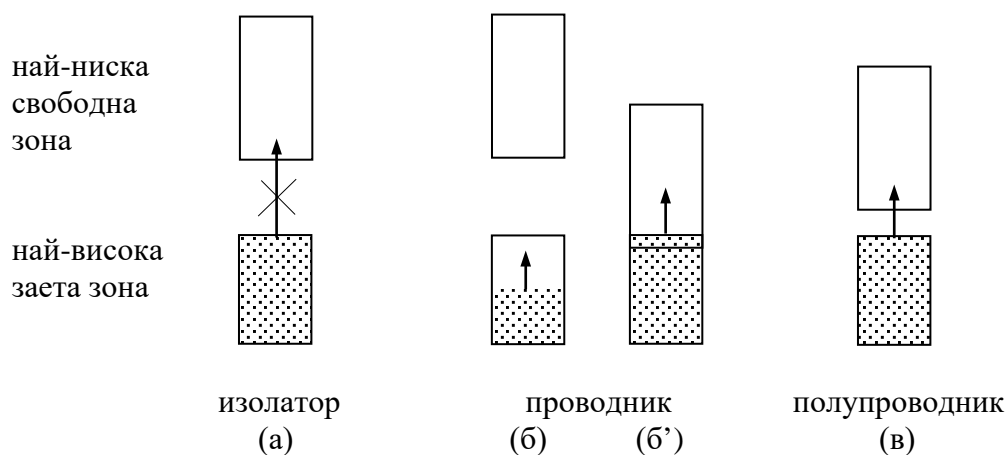 най-ниска
свободна
зона
най-висока
заета зона
изолатор
(а)
проводник
(б)
(б’)
полупроводник
(в)